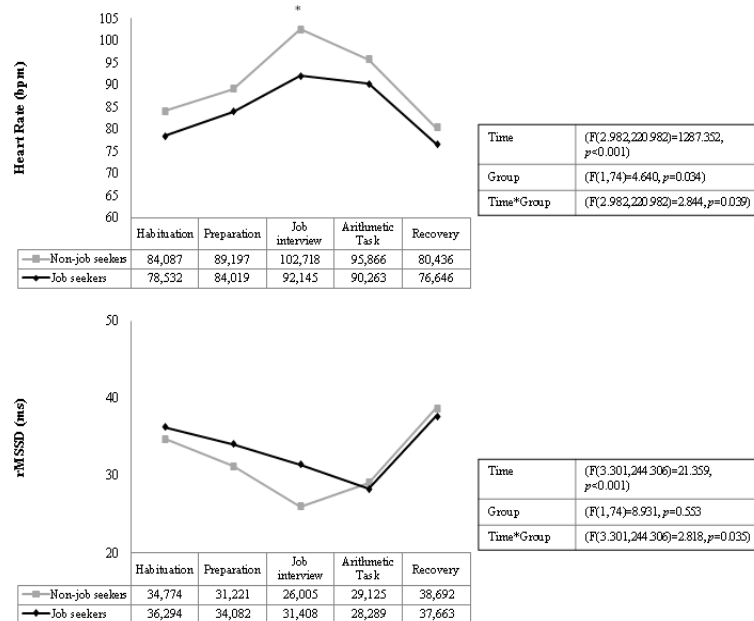 *
105
100
95
90
85
80
75
70
65
60
Heart Rate (bpm)
Habituation Preparation Job interview Arithmetic Task Recovery
Non-job seekers 84,087 89,197 102,718 95,866 80,436
Job seekers 78,532 84,019 92,145 90,263 76,646
Time (F(2.982,220.982)=1287.352,
p<0.001)
Group (F(1,74)=4.640, p=0.034)
Time*Group (F(2.982,220.982)=2.844, p=0.039)
50
40
30
20
rMSSD (ms)
Habituation Preparation Job interview Arithmetic Task Recovery
Non-job seekers 34,774 31,221 26,005 29,125 38,692
Job seekers 36,294 34,082 31,408 28,289 37,663
Time (F(3.301,244.306)=21.359,
p<0.001)
Group (F(1,74)=8.931, p=0.553
Time*Group (F(3.301,244.306)=2.818, p=0.035)